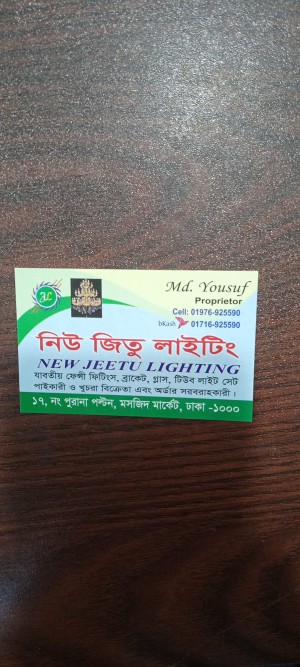 JL
Md. Yousuf
Proprietor
Cell: 01976-925590
bKash 01716-925590
নিউ জিতু লাইটিং
NEW JEETU LIGHTING
যাবতীয় ফেন্সী ফিটিংস, ব্রাকেট, গ্লাস, টিউব লাইট সেট
পাইকারী ও খুচরা বিক্রেতা এবং অর্ডার সরবরাহকারী।
১৭, নং পুরানা পল্টন, মসজিদ মার্কেট, ঢাকা -১০০০